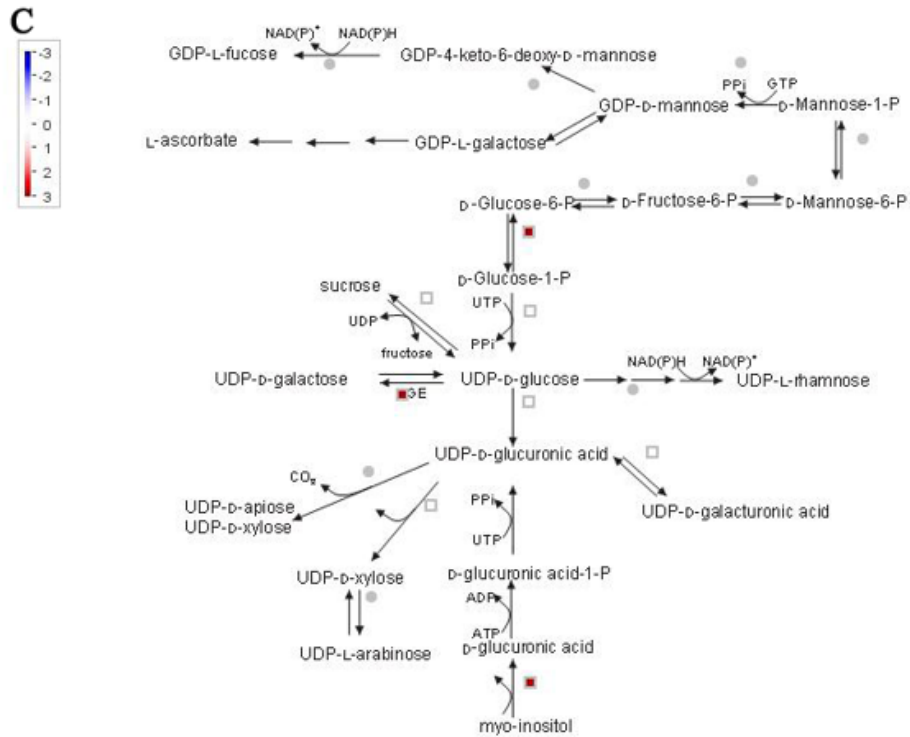 C
-3
-2
-1
0
1
2
3
NAD(P)⁺ NAD(P)H
GDP-L-fucose GDP-4-keto-6-deoxy-D -mannose
PPi GTP
GDP-D-mannose D-Mannose-1-P
L-ascorbate GDP-L-galactose
D-Glucose-6-P D-Fructose-6-P D-Mannose-6-P
D-Glucose-1-P
sucrose UTP
UDP
PPi
fructose
NAD(P)H NAD(P)⁺
UDP-D-galactose UDP-D-glucose UDP-L-rhamnose
GE
UDP-D-glucuronic acid
CO₂
PPi
UDP-D-apiose
UDP-D-xylose
UDP-D-galacturonic acid
UTP
UDP-D-xylose D-glucuronic acid-1-P
ADP
ATP
UDP-L-arabinose D-glucuronic acid
myo-inositol